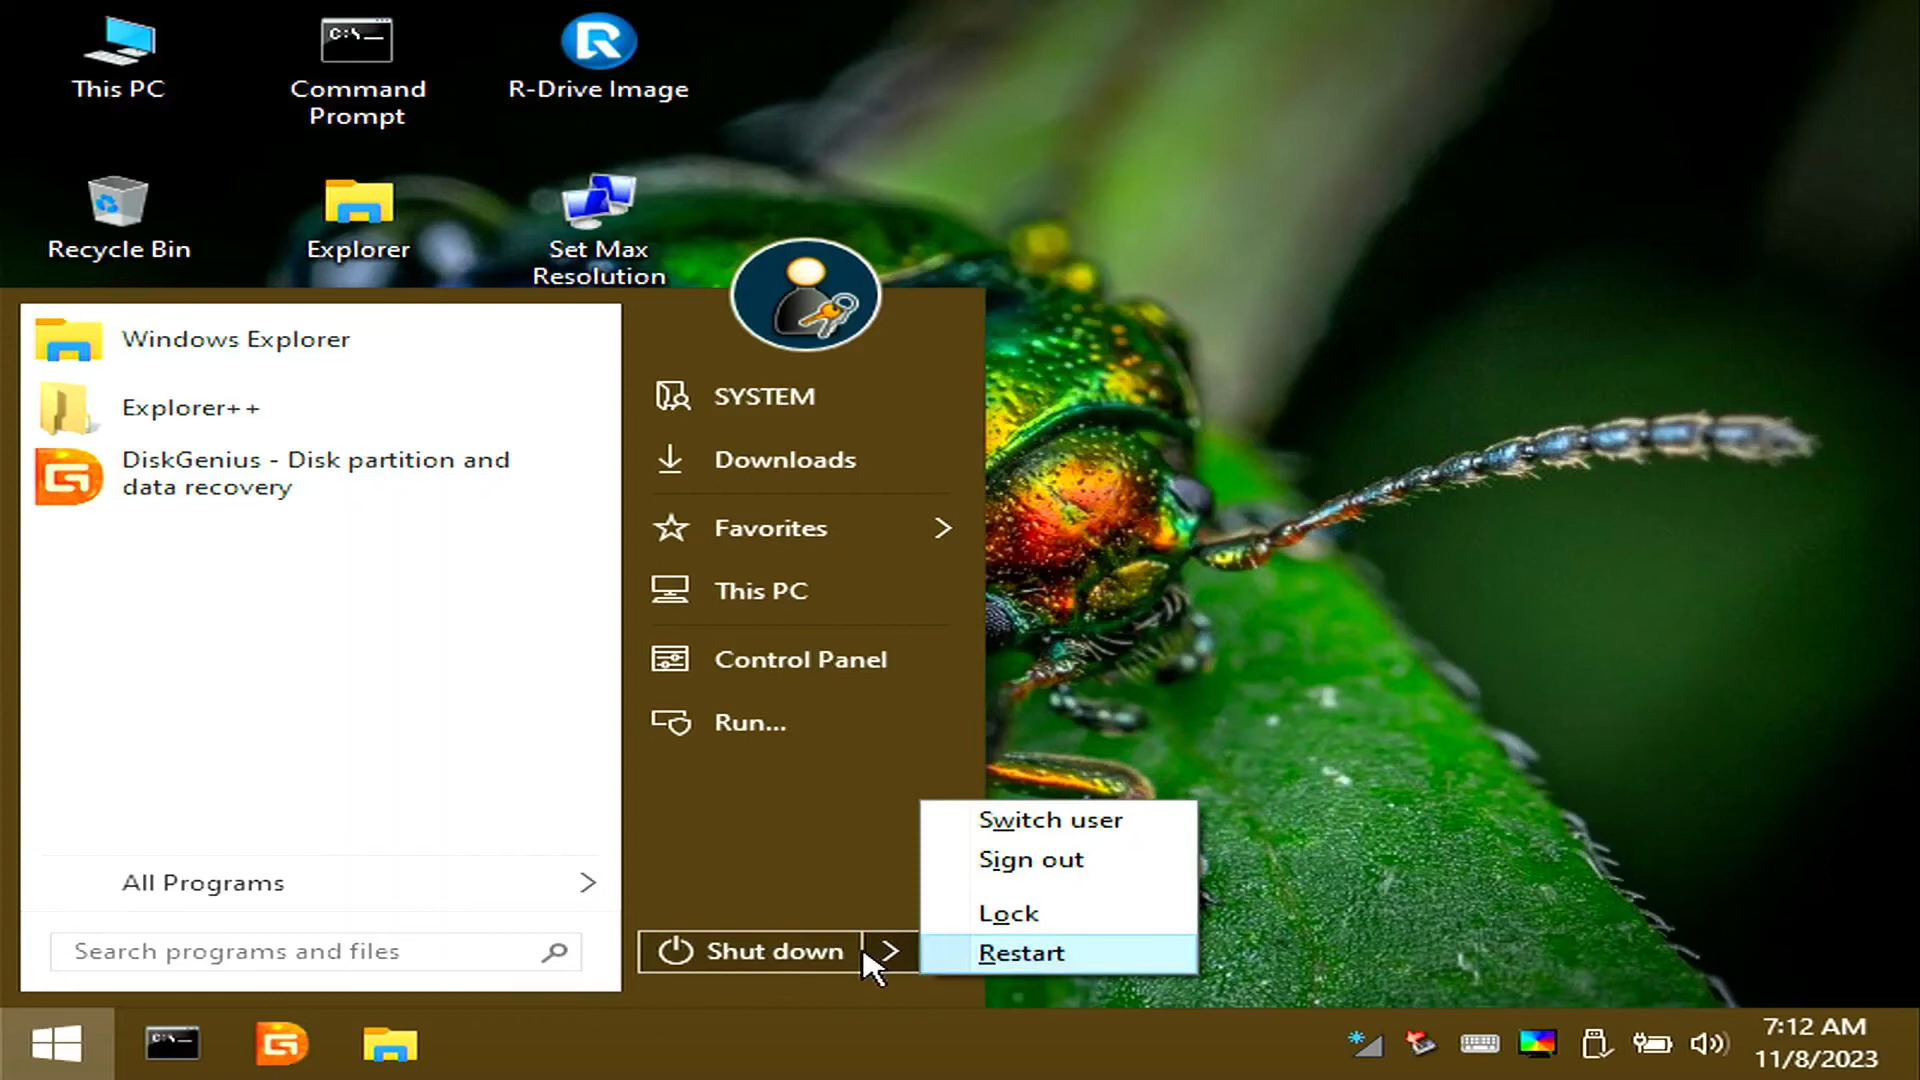 This PC
Command
Prompt
R-Drive Image
Recycle Bin
Explorer
Set Max
Resolution
Windows Explorer
Explorer++
DiskGenius - Disk partition and
data recovery
All Programs
Search programs and files
SYSTEM
Downloads
Favorites
This PC
Control Panel
Run...
Shut down
Switch user
Sign out
Lock
Restart
7:12 AM
11/8/2023